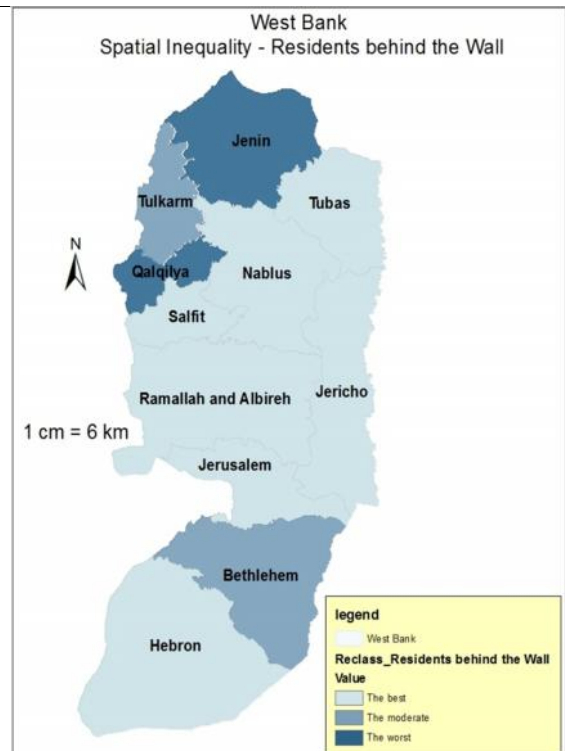 West Bank
Spatial Inequality - Residents behind the Wall
Jenin
Tulkarm
Tubas
N
Qalqilya
Nablus
Salfit
Ramallah and Albireh
Jericho
1 cm = 6 km
Jerusalem
Bethlehem
Hebron
legend
West Bank
Reclass_Residents behind the Wall
Value
The best
The moderate
The worst